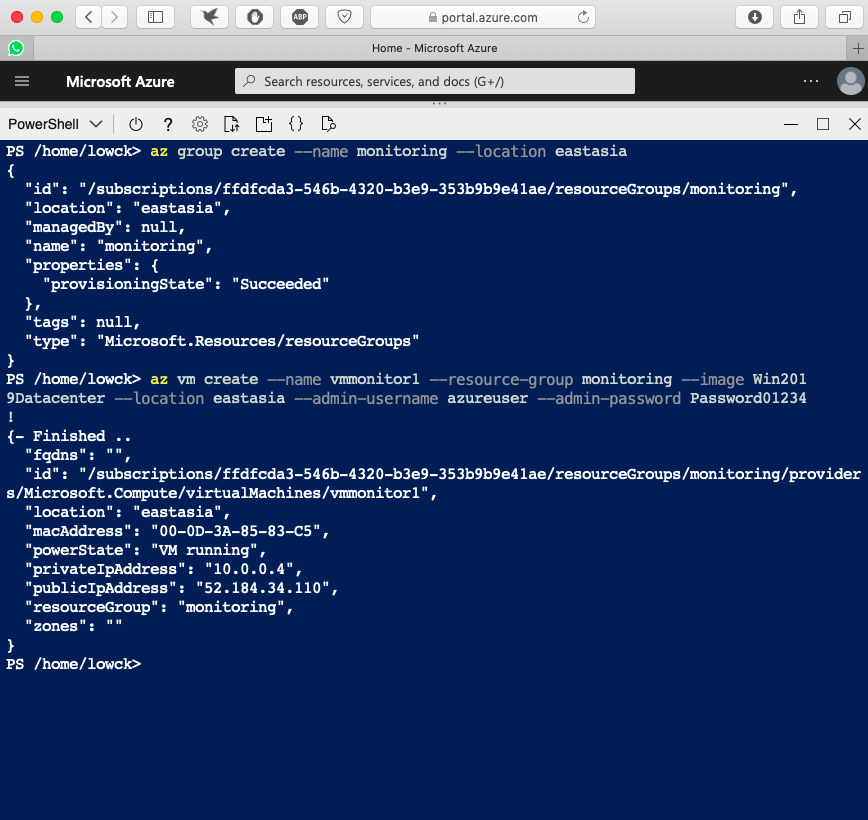 portal.azure.com
Home - Microsoft Azure
Microsoft Azure
Search resources, services, and docs (G+/)
PowerShell
PS /home/lowck> az group create --name monitoring --location eastasia
{
  "id": "/subscriptions/ffdfcda3-546b-4320-b3e9-353b9b9e41ae/resourceGroups/monitoring",
  "location": "eastasia",
  "managedBy": null,
  "name": "monitoring",
  "properties": {
    "provisioningState": "Succeeded"
  },
  "tags": null,
  "type": "Microsoft.Resources/resourceGroups"
}
PS /home/lowck> az vm create --name vmmonitor1 --resource-group monitoring --image Win201
9Datacenter --location eastasia --admin-username azureuser --admin-password Password01234
!
{- Finished ..
  "fqdns": "",
  "id": "/subscriptions/ffdfcda3-546b-4320-b3e9-353b9b9e41ae/resourceGroups/monitoring/provider
s/Microsoft.Compute/virtualMachines/vmmonitor1",
  "location": "eastasia",
  "macAddress": "00-0D-3A-85-83-C5",
  "powerState": "VM running",
  "privateIpAddress": "10.0.0.4",
  "publicIpAddress": "52.184.34.110",
  "resourceGroup": "monitoring",
  "zones": ""
}
PS /home/lowck>